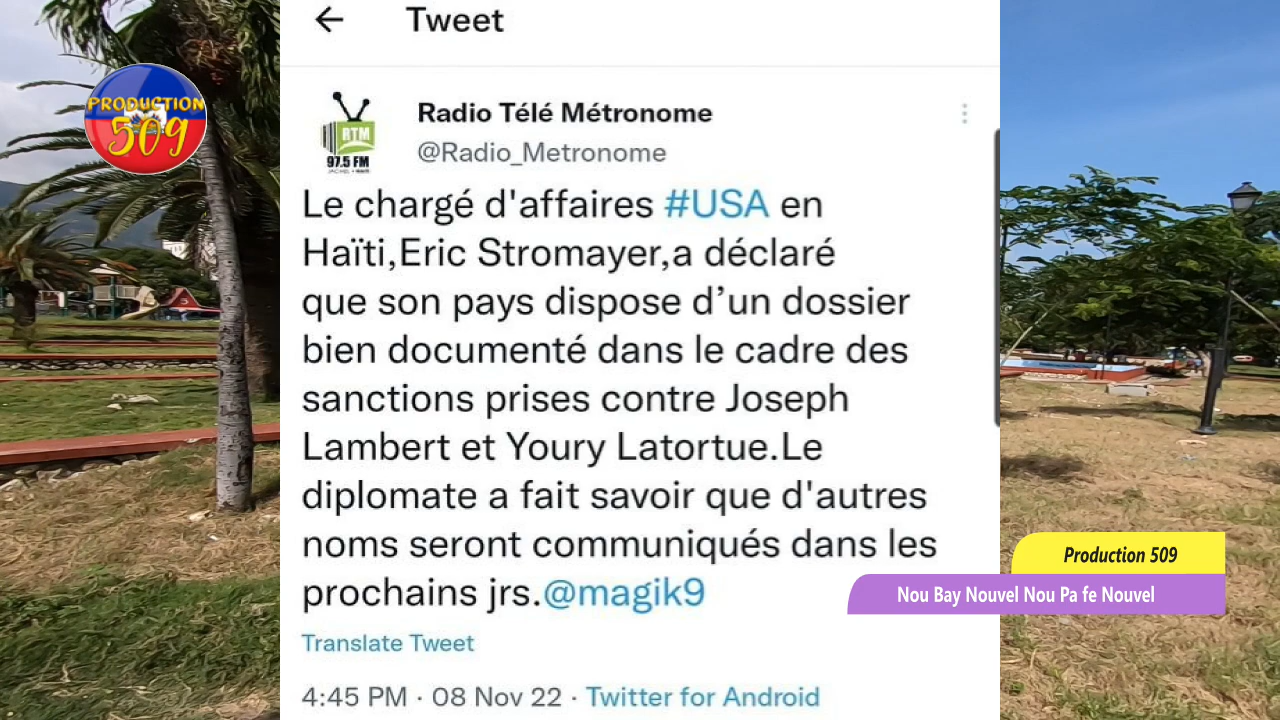 Tweet
PRODUCTION
509
Radio Télé Métronome
@Radio_Metronome
RTM
97.5 FM
Le chargé d'affaires #USA en
Haïti,Eric Stromayer,a déclaré
que son pays dispose d’un dossier
bien documenté dans le cadre des
sanctions prises contre Joseph
Lambert et Youry Latortue.Le
diplomate a fait savoir que d'autres
noms seront communiqués dans les
prochains jrs.@magik9
Translate Tweet
4:45 PM · 08 Nov 22 · Twitter for Android
Production 509
Nou Bay Nouvel Nou Pa fe Nouvel